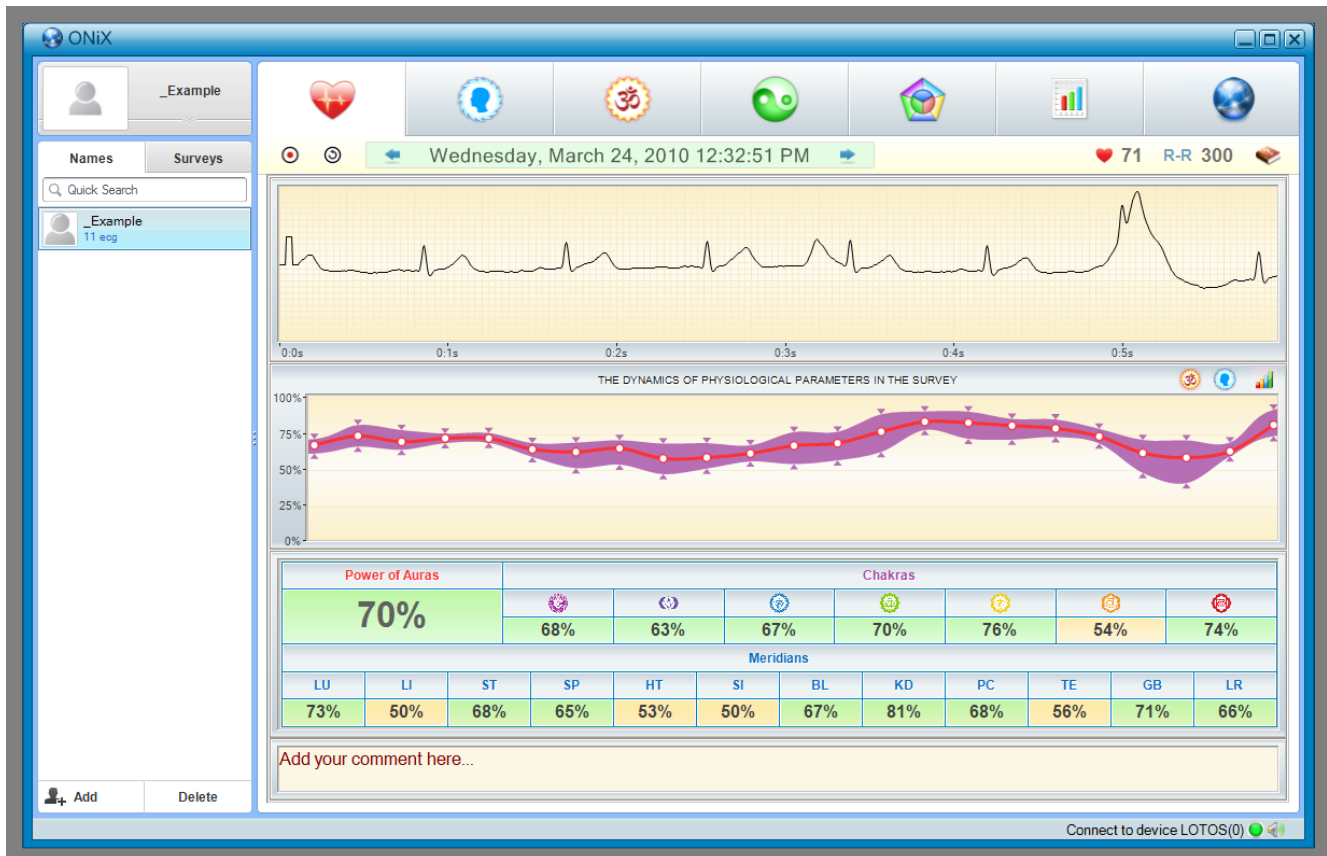 ONiX
_Example
Names Surveys
Quick Search
_Example
11 ecg
Add Delete
Wednesday, March 24, 2010 12:32:51 PM 71 R-R 300
0:0s 0:1s 0:2s 0:3s 0:4s 0:5s
THE DYNAMICS OF PHYSIOLOGICAL PARAMETERS IN THE SURVEY
100%
75%
50%
25%
0%
Power of Auras Chakras
70%
68% 63% 67% 70% 76% 54% 74%
Meridians
LU LI ST SP HT SI BL KD PC TE GB LR
73% 50% 68% 65% 53% 50% 67% 81% 68% 56% 71% 66%
Add your comment here...
Connect to device LOTOS(0)